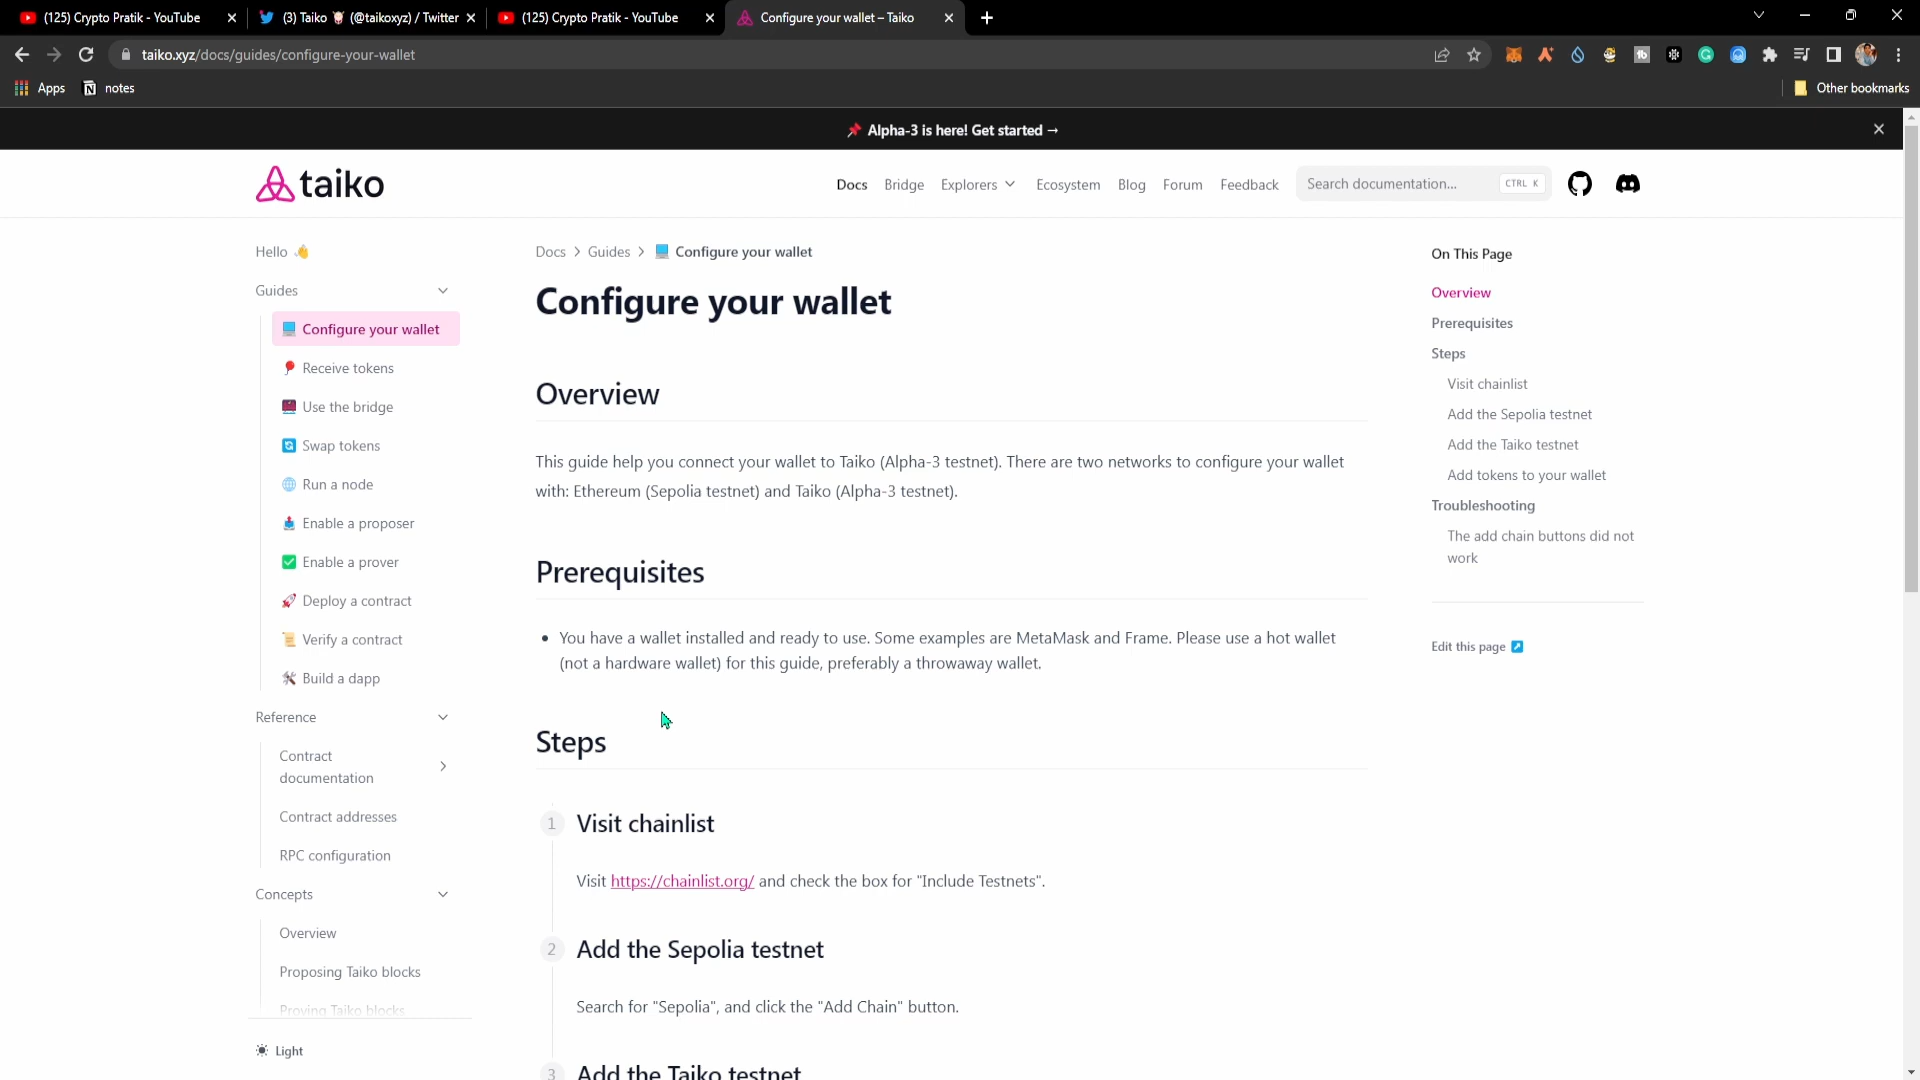 (125) Crypto Pratik - YouTube
(3) Taiko (@taikoxyz) / Twitter
(125) Crypto Pratik - YouTube
Configure your wallet – Taiko
taiko.xyz/docs/guides/configure-your-wallet
Apps
notes
Other bookmarks
Alpha-3 is here! Get started →
taiko
Docs
Bridge
Explorers
Ecosystem
Blog
Forum
Feedback
Search documentation...
CTRL K
Hello
Guides
Configure your wallet
Receive tokens
Use the bridge
Swap tokens
Run a node
Enable a proposer
Enable a prover
Deploy a contract
Verify a contract
Build a dapp
Reference
Contract
documentation
Contract addresses
RPC configuration
Concepts
Overview
Proposing Taiko blocks
Proving Taiko blocks
Light
Docs > Guides > Configure your wallet
Configure your wallet
Overview
This guide help you connect your wallet to Taiko (Alpha-3 testnet). There are two networks to configure your wallet
with: Ethereum (Sepolia testnet) and Taiko (Alpha-3 testnet).
Prerequisites
• You have a wallet installed and ready to use. Some examples are MetaMask and Frame. Please use a hot wallet
(not a hardware wallet) for this guide, preferably a throwaway wallet.
Steps
1 Visit chainlist
Visit https://chainlist.org/ and check the box for "Include Testnets".
2 Add the Sepolia testnet
Search for "Sepolia", and click the "Add Chain" button.
3 Add the Taiko testnet
On This Page
Overview
Prerequisites
Steps
Visit chainlist
Add the Sepolia testnet
Add the Taiko testnet
Add tokens to your wallet
Troubleshooting
The add chain buttons did not
work
Edit this page